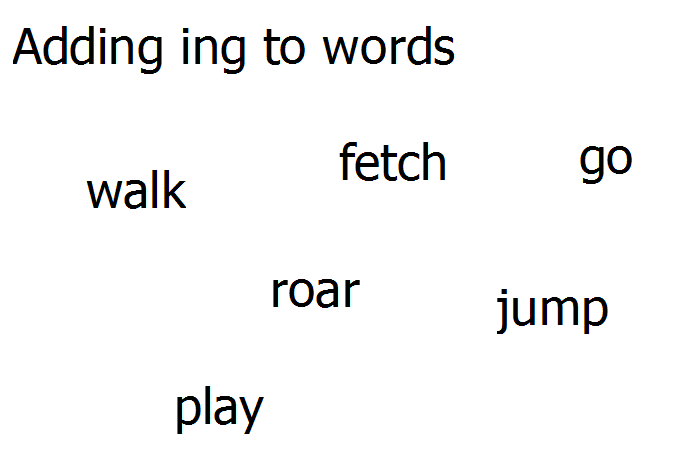 Adding ing to words
walk
fetch
go
roar
jump
play